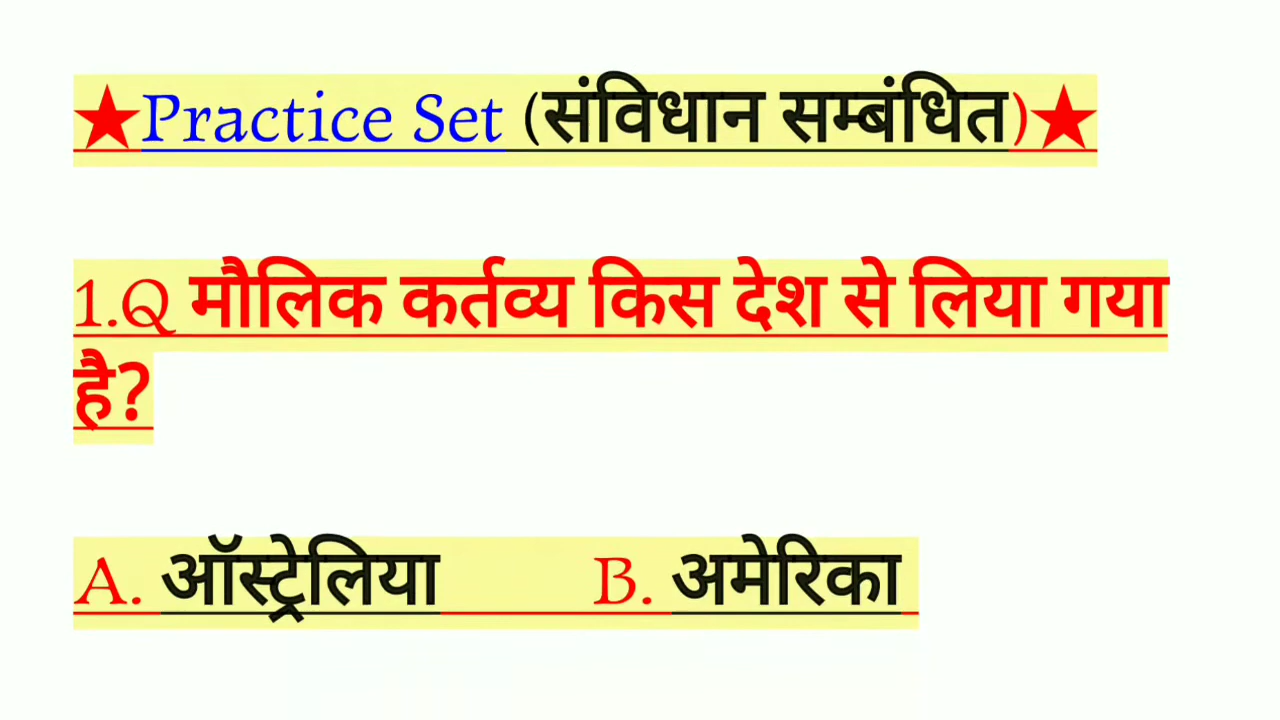 ★Practice Set (संविधान सम्बंधित)★
1.Q मौलिक कर्तव्य किस देश से लिया गया
है?
A. ऑस्ट्रेलिया B. अमेरिका